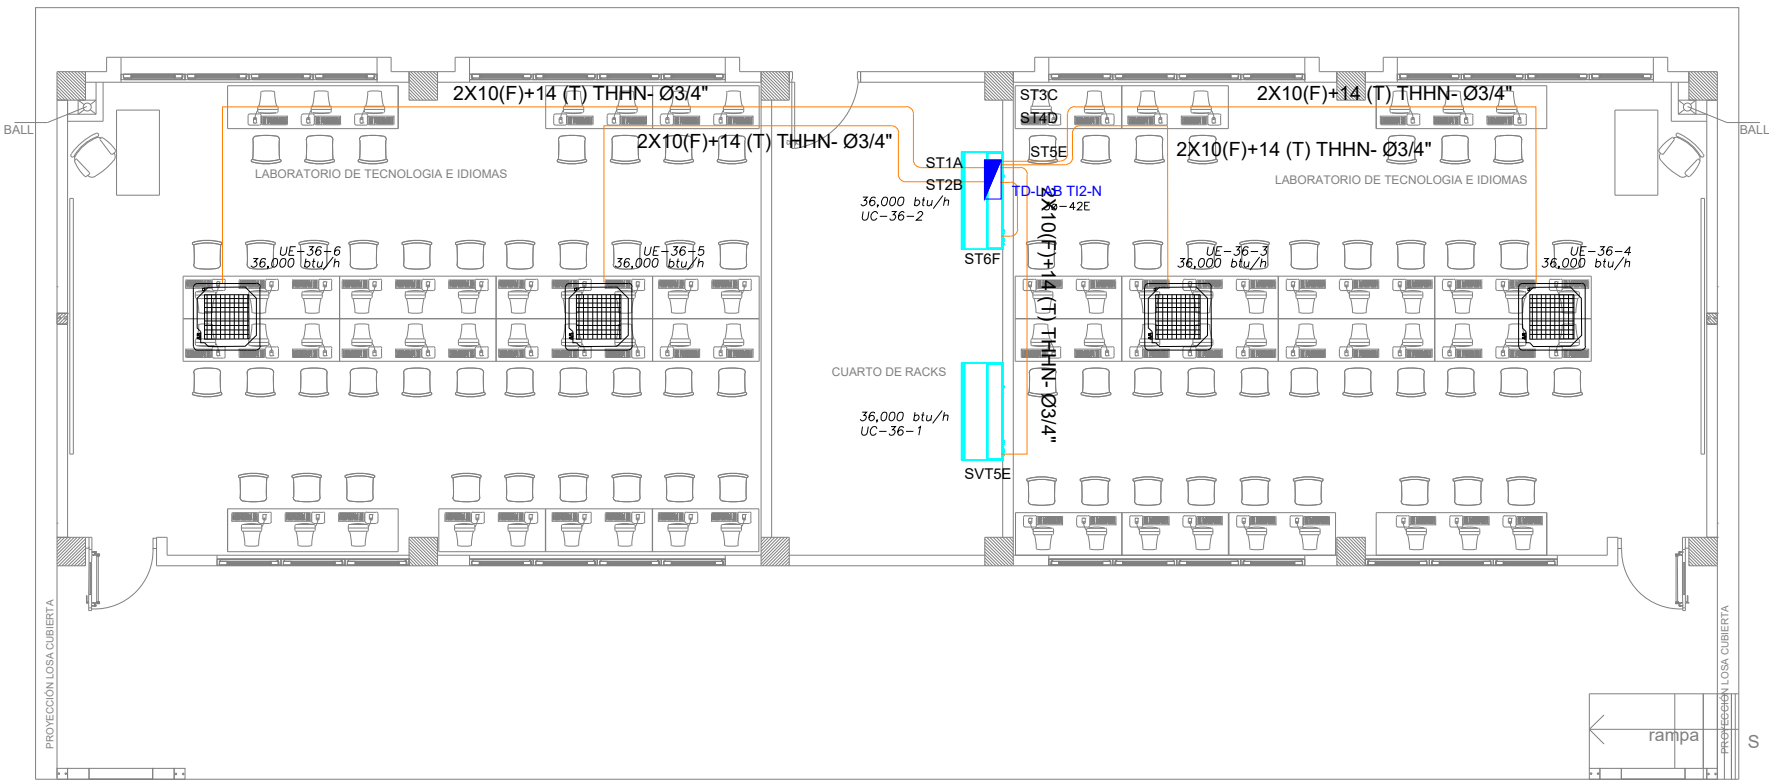 2X10(F)+14 (T) THHN- Ø3/4"
ST3C
2X10(F)+14 (T) THHN- Ø3/4"
BALL
ST4D
BALL
2X10(F)+14 (T) THHN- Ø3/4"
ST5E
2X10(F)+14 (T) THHN- Ø3/4"
LABORATORIO DE TECNOLOGIA E IDIOMAS
ST1A
ST2B
LABORATORIO DE TECNOLOGIA E IDIOMAS
TD-LAB TI2-N
3ø-42E
36,000 btu/h
UC-36-2
2X10(F)+14 (T) THHN- Ø3/4"
ST6F
UE-36-6
36,000 btu/h
UE-36-5
36,000 btu/h
UE-36-3
36,000 btu/h
UE-36-4
36,000 btu/h
CUARTO DE RACKS
36,000 btu/h
UC-36-1
SVT5E
PROYECCIÓN LOSA CUBIERTA
PROYECCIÓN LOSA CUBIERTA
rampa
S